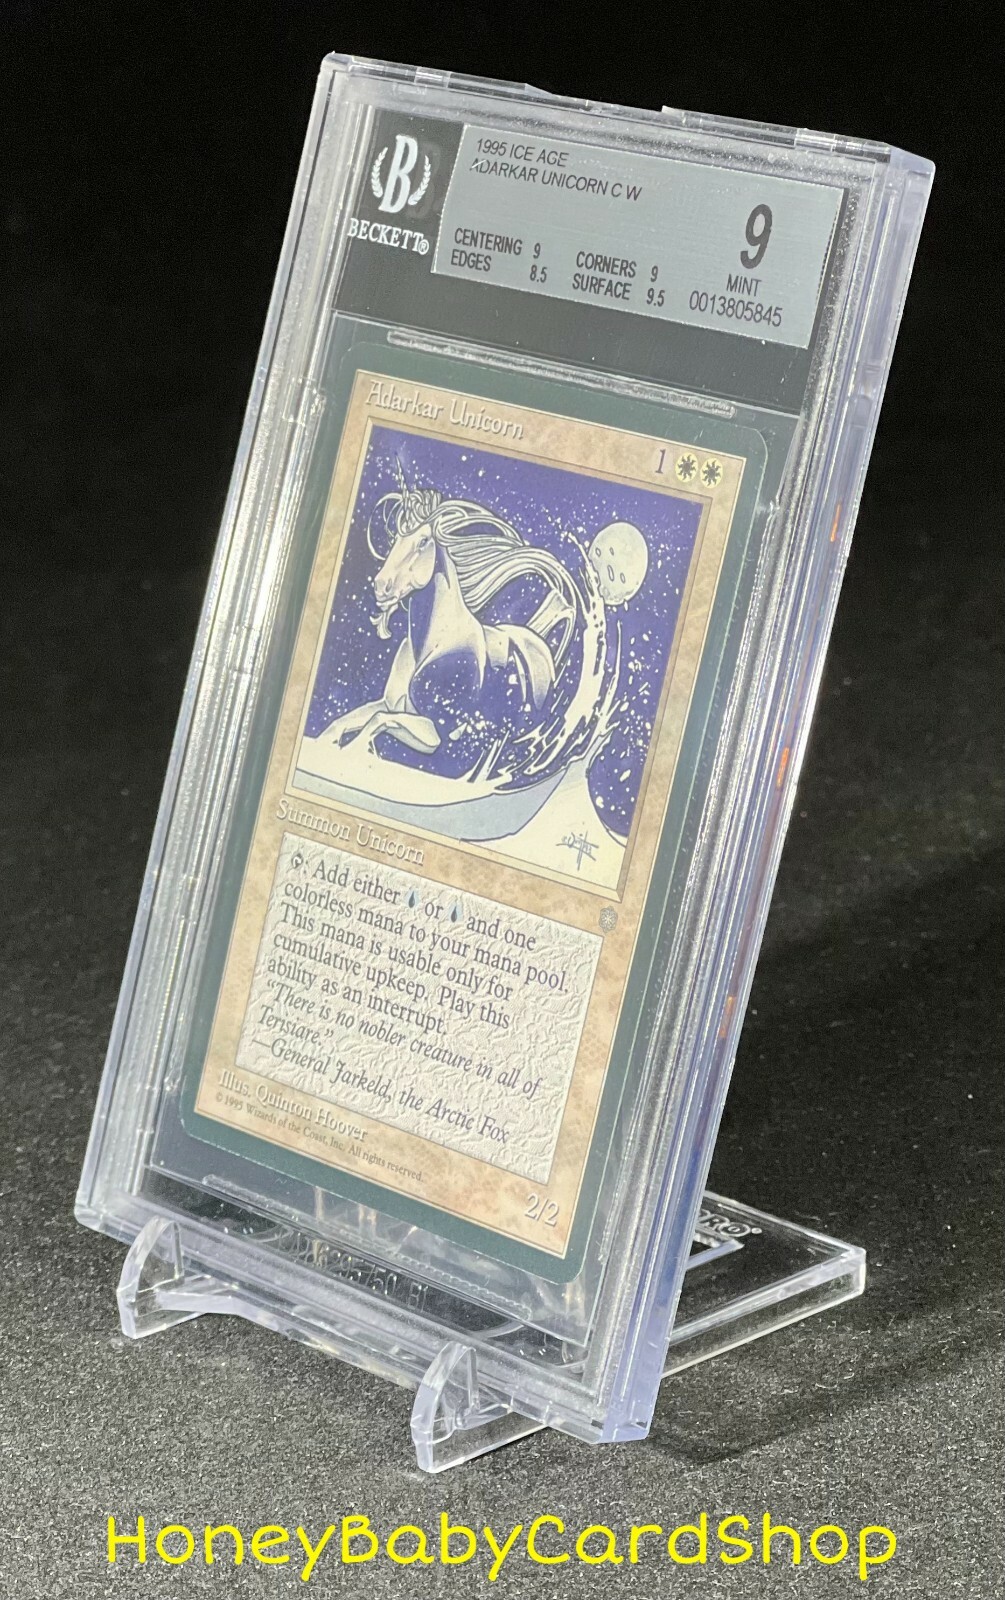 B
BECKETT®
1995 ICE AGE
ADARKAR UNICORN C W
CENTERING 9 CORNERS 9
EDGES 8.5 SURFACE 9.5
9
MINT
0013805845
Adarkar Unicorn
1
Summon Unicorn
: Add either or and one
colorless mana to your mana pool.
This mana is usable only for
cumulative upkeep. Play this
ability as an interrupt.
“There is no nobler creature in all of
Terisiare.”
—General Jarkeld, the Arctic Fox
Illus. Quinton Hoover
© 1995 Wizards of the Coast, Inc. All rights reserved.
2/2
HoneyBabyCardShop